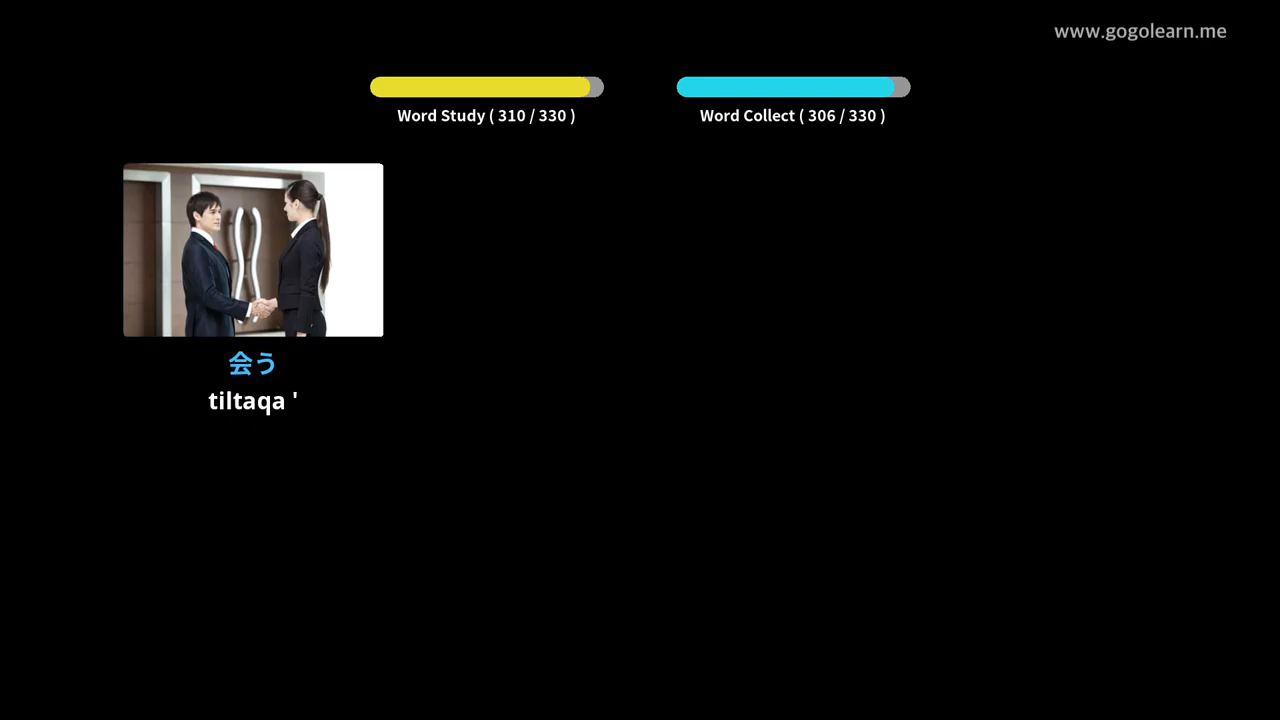 www.gogolearn.me
Word Study ( 310 / 330 )
Word Collect ( 306 / 330 )
会う
tiltaqa '